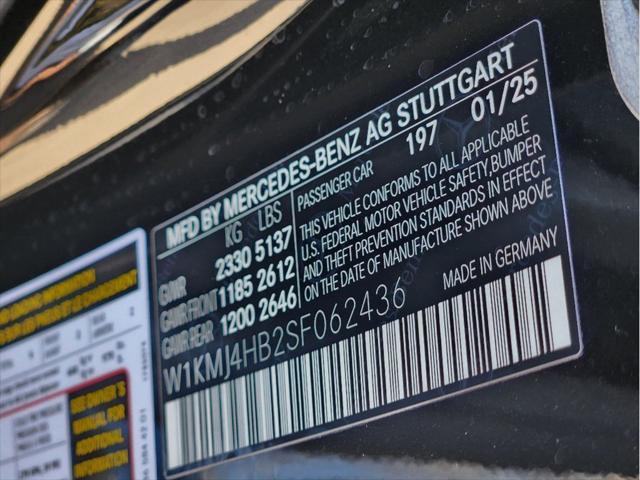 MFD BY MERCEDES-BENZ AG STUTTGART
KG LBS
PASSENGER CAR 197 01/25
GVWR 2330 5137
GAWR FRONT 1185 2612
GAWR REAR 1200 2646
THIS VEHICLE CONFORMS TO ALL APPLICABLE
U.S. FEDERAL MOTOR VEHICLE SAFETY, BUMPER
AND THEFT PREVENTION STANDARDS IN EFFECT
ON THE DATE OF MANUFACTURE SHOWN ABOVE
W1KMJ4HB2SF062436
MADE IN GERMANY
LOADING INFORMATION
SEE OWNER'S
MANUAL FOR
ADDITIONAL
INFORMATION